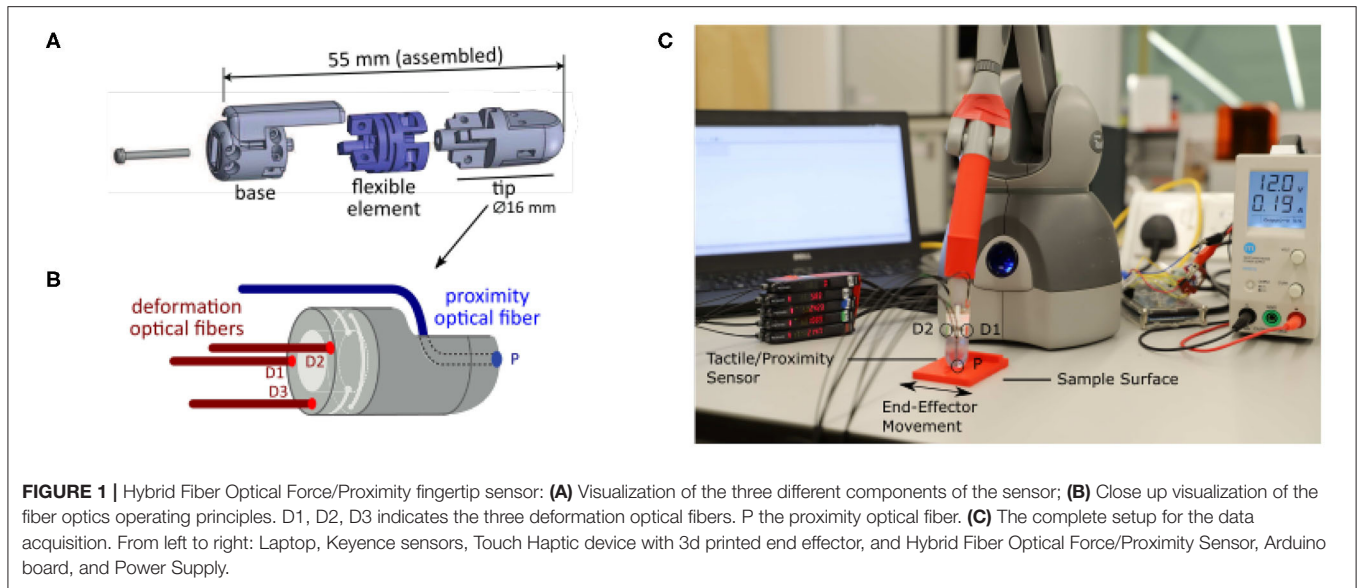 A
55 mm (assembled)
base
flexible
element
tip
Ø16 mm
B
deformation
optical fibers
proximity
optical fiber
D2
D1
D3
P
C
12.0 V
0.19 A
D2
D1
Tactile/Proximity
Sensor
P
Sample Surface
End-Effector
Movement
FIGURE 1 | Hybrid Fiber Optical Force/Proximity fingertip sensor: (A) Visualization of the three different components of the sensor; (B) Close up visualization of the
fiber optics operating principles. D1, D2, D3 indicates the three deformation optical fibers. P the proximity optical fiber. (C) The complete setup for the data
acquisition. From left to right: Laptop, Keyence sensors, Touch Haptic device with 3d printed end effector, and Hybrid Fiber Optical Force/Proximity Sensor, Arduino
board, and Power Supply.